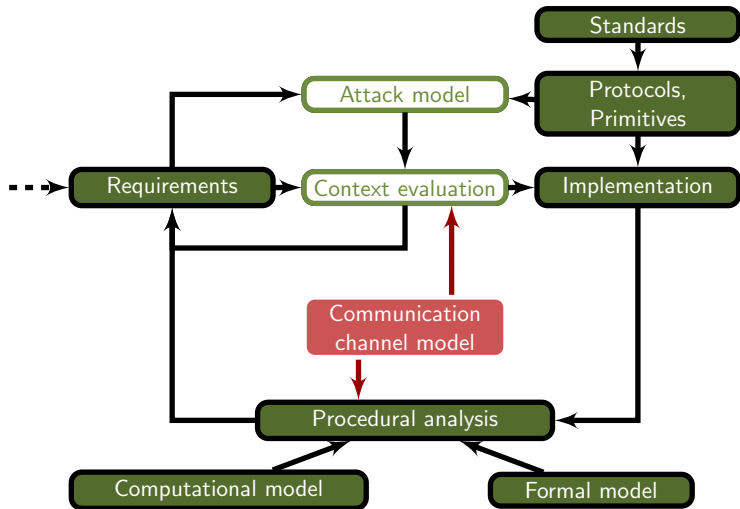 Standards
Attack model
Protocols,
Primitives
Requirements
Context evaluation
Implementation
Communication
channel model
Procedural analysis
Computational model
Formal model